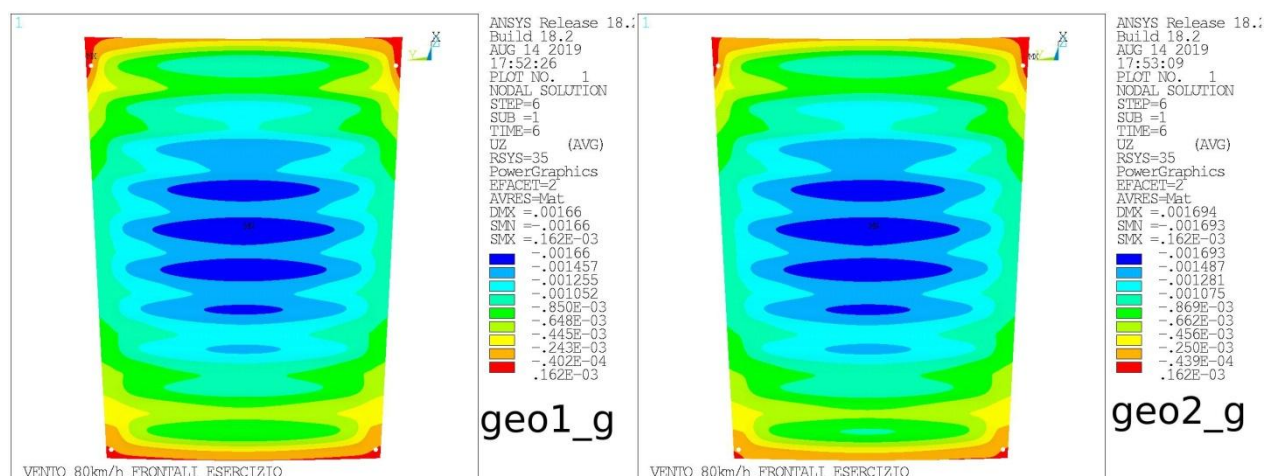 1
ANSYS Release 18.2
Build 18.2
AUG 14 2019
17:52:26
PLOT NO. 1
NODAL SOLUTION
STEP=6
SUB =1
TIME=6
UZ (AVG)
RSYS=35
PowerGraphics
EFACET=2
AVRES=Mat
DMX =.00166
SMN =-.00166
SMX =.162E-03
-.00166
-.001457
-.001255
-.001052
-.850E-03
-.648E-03
-.445E-03
-.243E-03
-.402E-04
.162E-03
X
Y
Z
MX
MN
geo1_g
VENTO 80km/h FRONTALI ESERCIZIO
1
ANSYS Release 18.2
Build 18.2
AUG 14 2019
17:53:09
PLOT NO. 1
NODAL SOLUTION
STEP=6
SUB =1
TIME=6
UZ (AVG)
RSYS=35
PowerGraphics
EFACET=2
AVRES=Mat
DMX =.001694
SMN =-.001693
SMX =.162E-03
-.001693
-.001487
-.001281
-.001075
-.869E-03
-.662E-03
-.456E-03
-.250E-03
-.439E-04
.162E-03
X
Y
Z
MX
MN
geo2_g
VENTO 80km/h FRONTALI ESERCIZIO